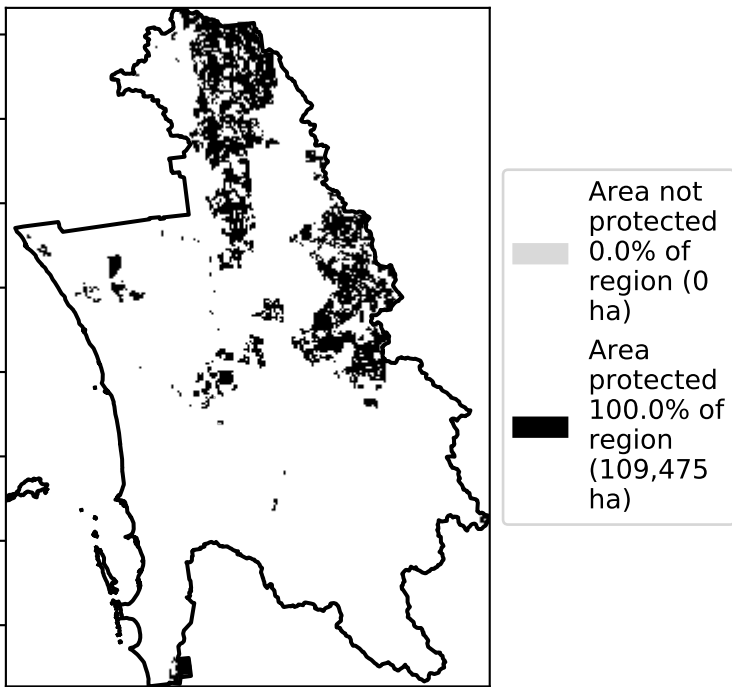 Area not
protected
0.0% of
region (0
ha)
Area
protected
100.0% of
region
(109,475
ha)